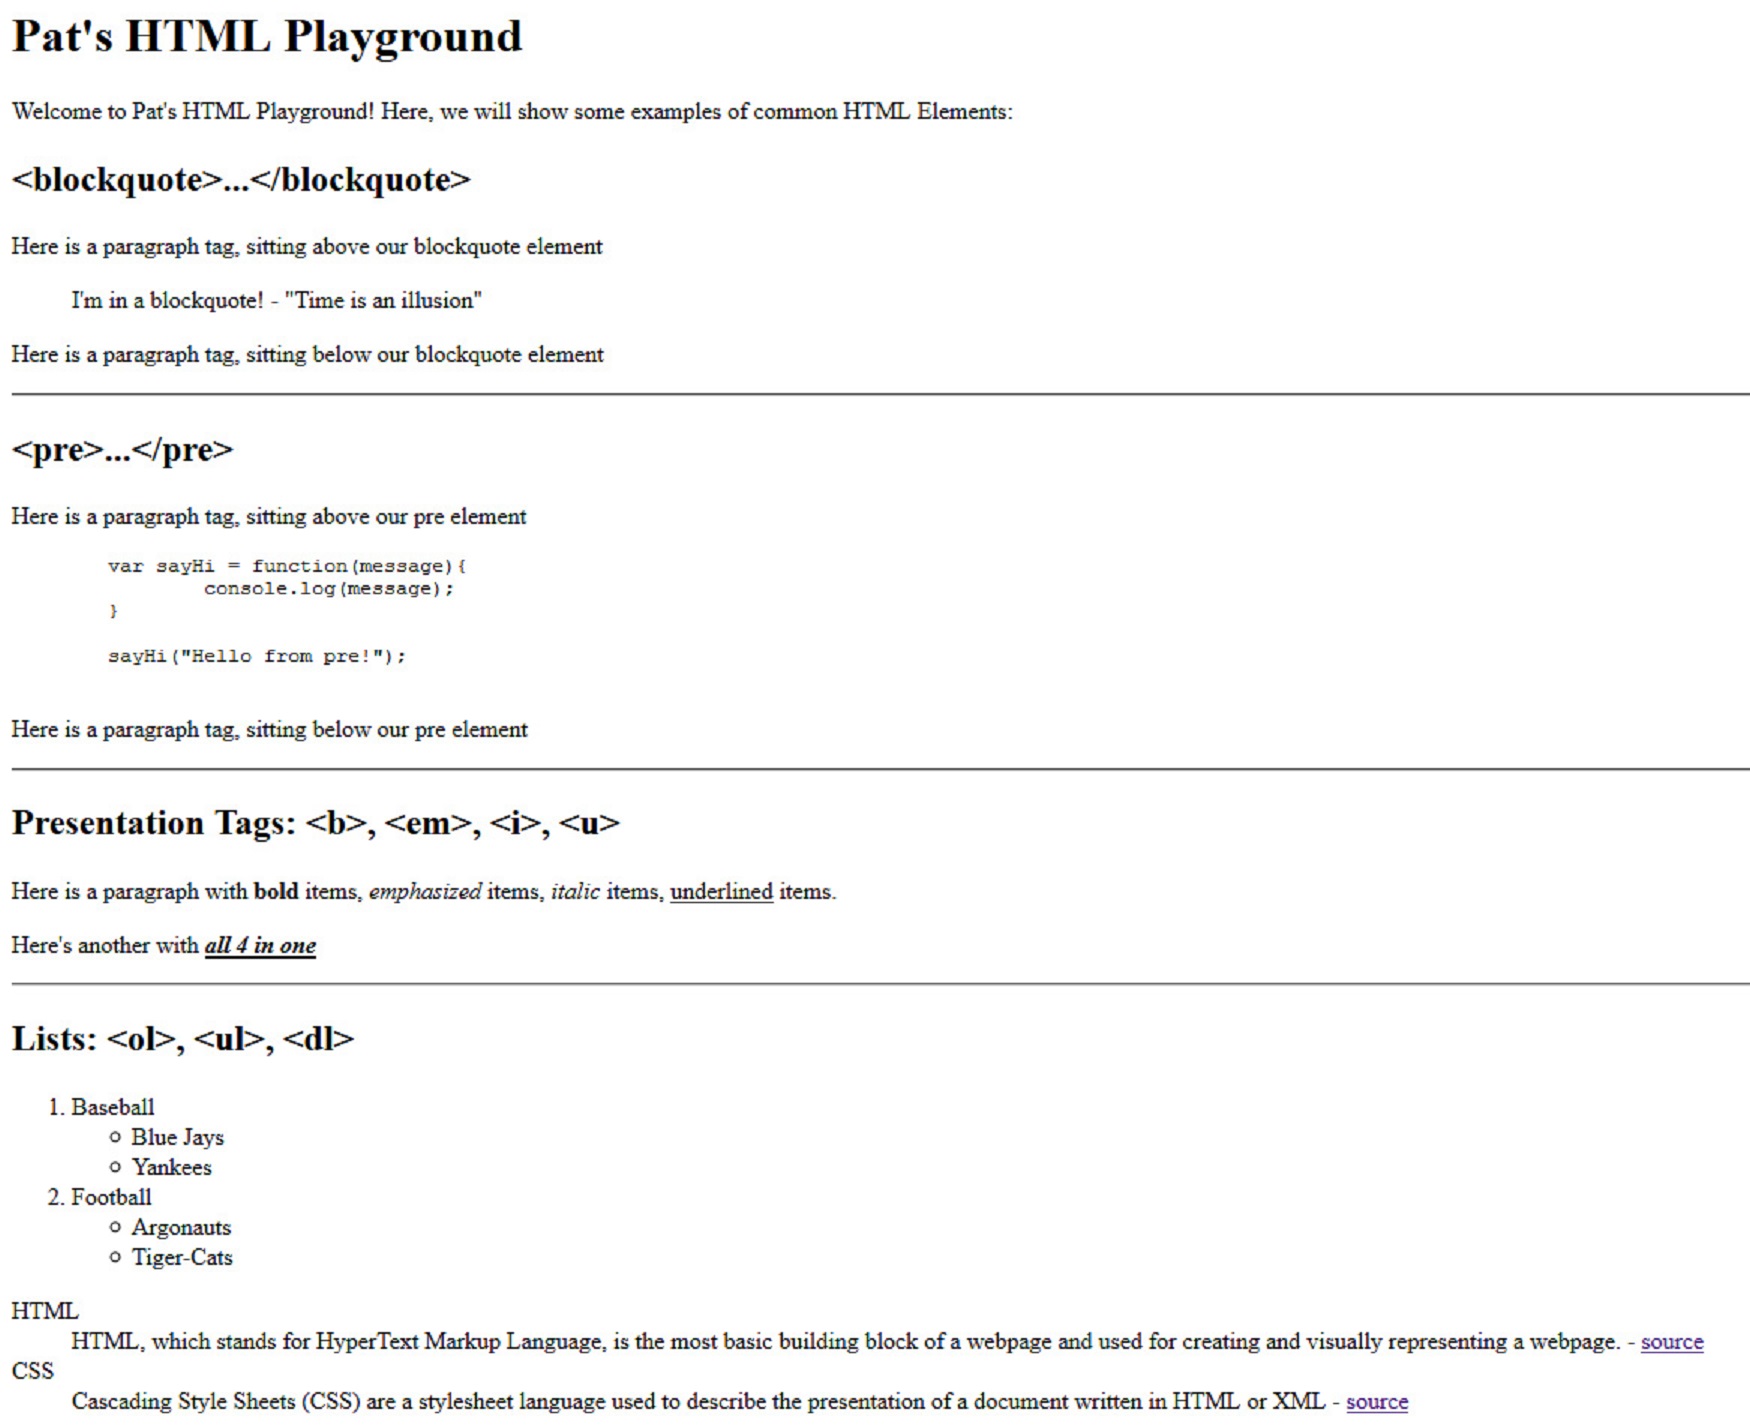 Pat's HTML Playground
Welcome to Pat's HTML Playground! Here, we will show some examples of common HTML Elements:
<blockquote>...</blockquote>
Here is a paragraph tag, sitting above our blockquote element
I'm in a blockquote! - "Time is an illusion"
Here is a paragraph tag, sitting below our blockquote element
<pre>...</pre>
Here is a paragraph tag, sitting above our pre element
var sayHi = function(message){
console.log(message);
}
sayHi("Hello from pre!");
Here is a paragraph tag, sitting below our pre element
Presentation Tags: <b>, <em>, <i>, <u>
Here is a paragraph with bold items, emphasized items, italic items, underlined items.
Here's another with all 4 in one
Lists: <ol>, <ul>, <dl>
1. Baseball
Blue Jays
Yankees
2. Football
Argonauts
Tiger-Cats
HTML
HTML, which stands for HyperText Markup Language, is the most basic building block of a webpage and used for creating and visually representing a webpage. - source
CSS
Cascading Style Sheets (CSS) are a stylesheet language used to describe the presentation of a document written in HTML or XML - source